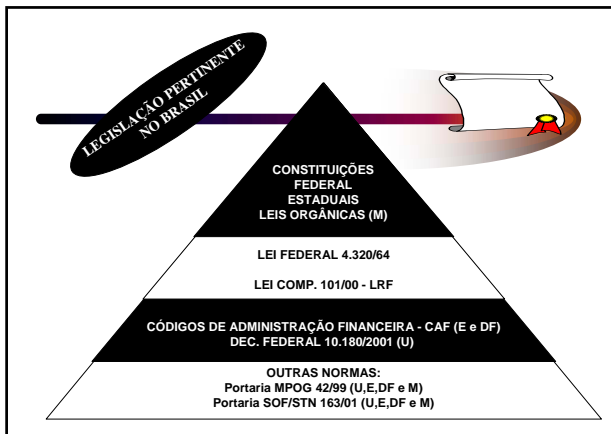 LEGISLAÇÃO PERTINENTE
NO BRASIL
CONSTITUIÇÕES
FEDERAL
ESTADUAIS
LEIS ORGÂNICAS (M)
LEI FEDERAL 4.320/64
LEI COMP. 101/00 - LRF
CÓDIGOS DE ADMINISTRAÇÃO FINANCEIRA - CAF (E e DF)
DEC. FEDERAL 10.180/2001 (U)
OUTRAS NORMAS:
Portaria MPOG 42/99 (U,E,DF e M)
Portaria SOF/STN 163/01 (U,E,DF e M)